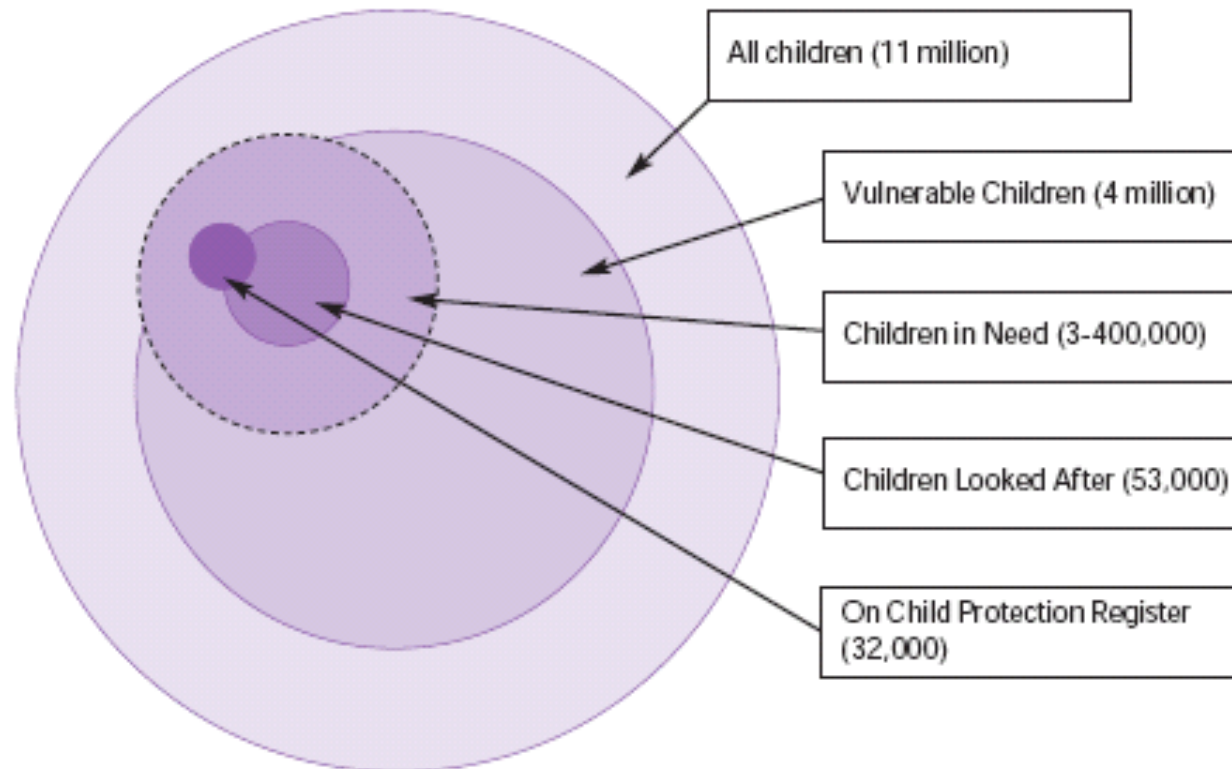 All children (11 million)
Vulnerable Children (4 million)
Children in Need (3-400,000)
Children Looked After (53,000)
On Child Protection Register
(32,000)